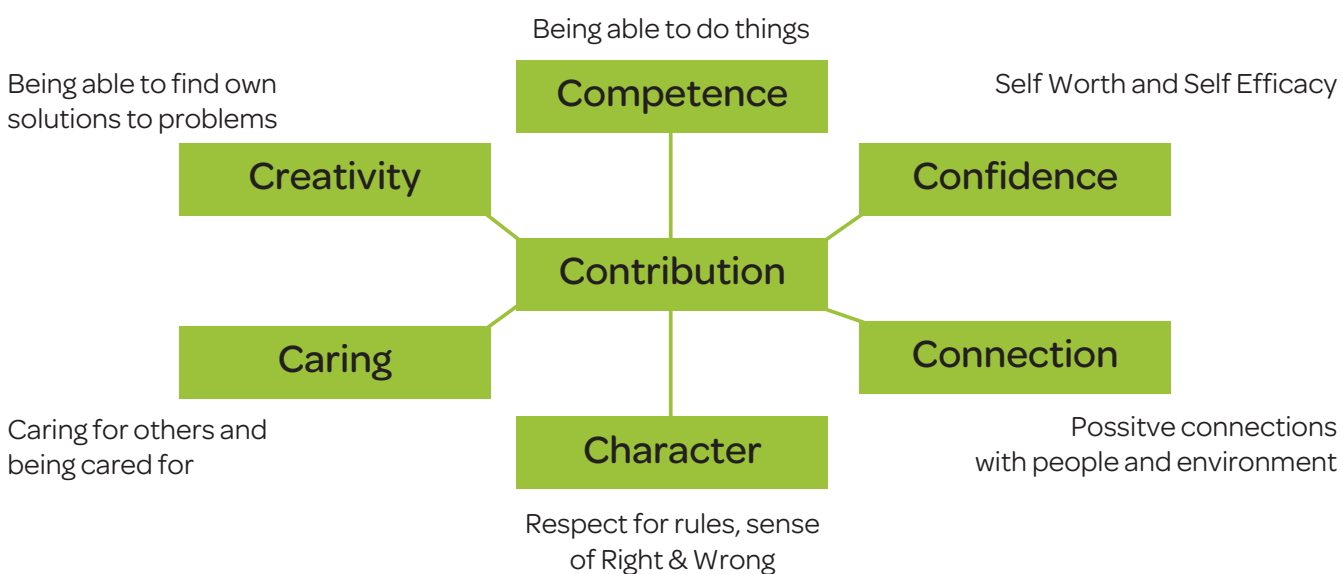 Being able to do things
Competence
Being able to find own
solutions to problems
Creativity
Self Worth and Self Efficacy
Confidence
Contribution
Caring
Caring for others and
being cared for
Connection
Possitve connections
with people and environment
Character
Respect for rules, sense
of Right & Wrong